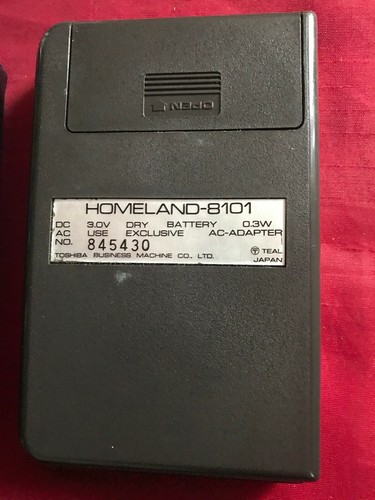 OPEN
HOMELAND-8101
DC 3.0V DRY BATTERY 0.3W
AC USE EXCLUSIVE AC-ADAPTER
NO. 845430
TEAL
TOSHIBA BUSINESS MACHINE CO., LTD. JAPAN